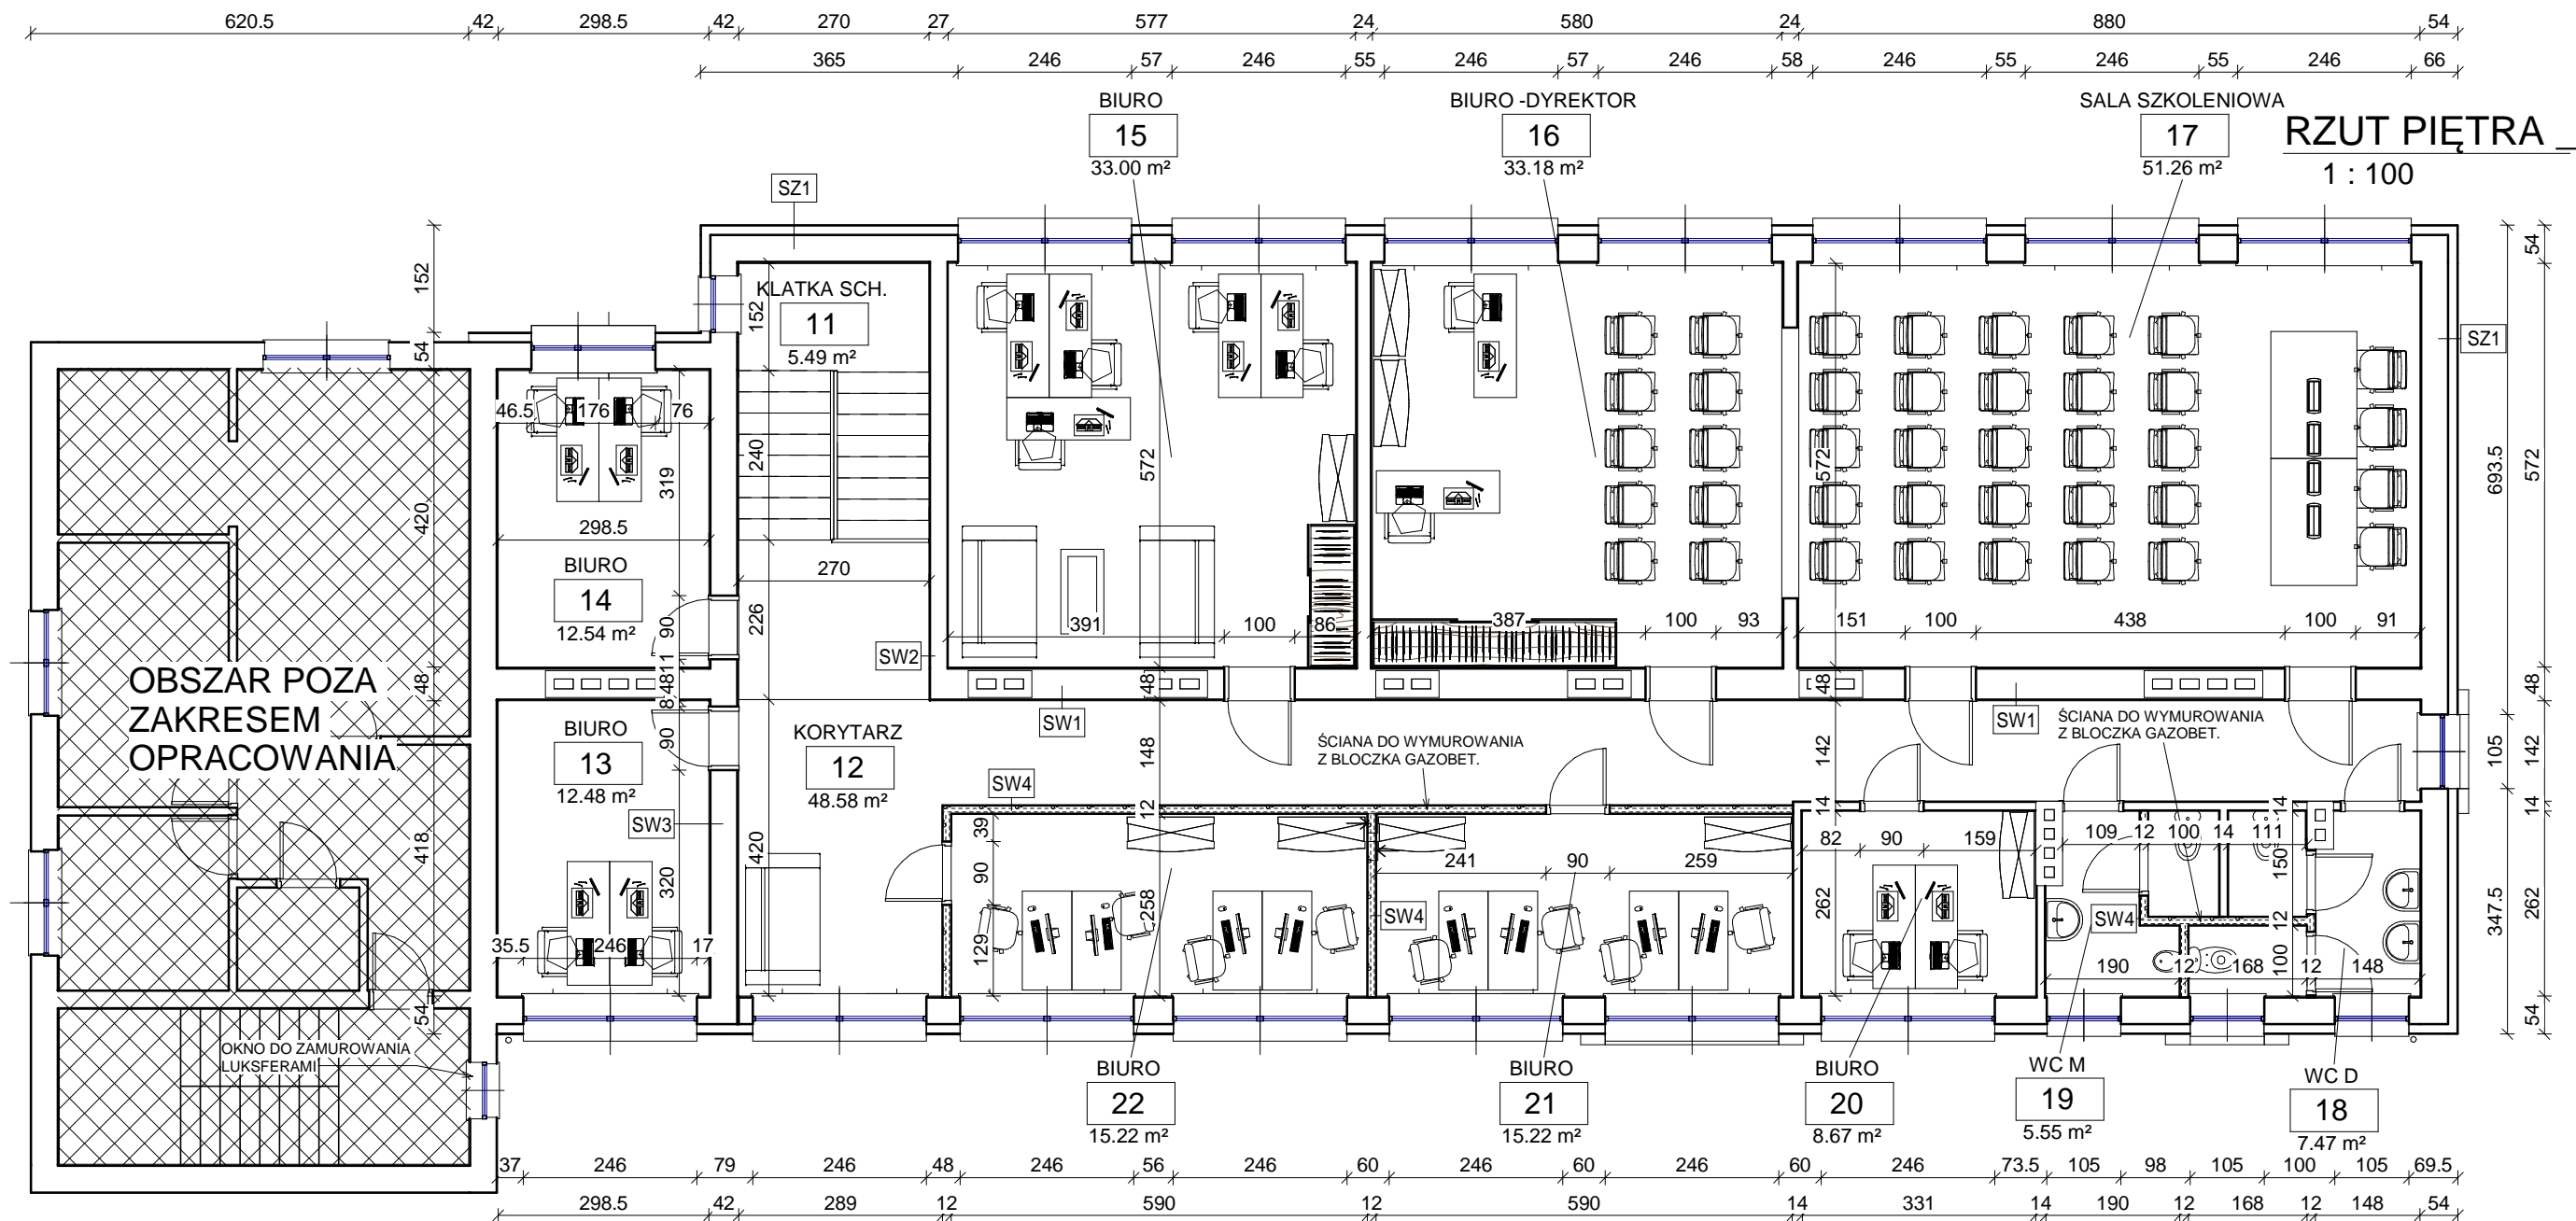 620.5 42 298.5 42 270 27 577 24 580 24 880 54
365 246 57 246 55 246 57 246 58 246 55 246 55 246 66
BIURO
15
33.00 m²
BIURO -DYREKTOR
16
33.18 m²
SALA SZKOLENIOWA
17
51.26 m²
RZUT PIĘTRA _
1 : 100
SZ1
152
54
420
48
418
54
KLATKA SCH.
11
5.49 m²
152
240
226
270
420
SZ1
54
572
48
142
14
262
54
693.5
105
347.5
46.5 176 76
319
298.5
BIURO
14
12.54 m²
90
11
48
8
90
320
572
572
391 100 86
387 100 93
151 100 438 100 91
SW2
SW1
SW1
48
148
12
258
48
142
14
262
OBSZAR POZA
ZAKRESEM
OPRACOWANIA
BIURO
13
12.48 m²
SW3
35.5 246 17
KORYTARZ
12
48.58 m²
SW4
ŚCIANA DO WYMUROWANIA
Z BLOCZKA GAZOBET.
ŚCIANA DO WYMUROWANIA
Z BLOCZKA GAZOBET.
39
90
129
241 90 259
SW4
82 90 159
109 12 100 14 111
14
150
12
100
SW4
190 12 168 12 148
OKNO DO ZAMUROWANIA
LUKSFERAMI
BIURO
22
15.22 m²
BIURO
21
15.22 m²
BIURO
20
8.67 m²
WC M
19
5.55 m²
WC D
18
7.47 m²
37 246 79 246 48 246 56 246 60 246 60 246 60 246 73.5 105 98 105 100 105 69.5
298.5 42 289 12 590 12 590 14 331 14 190 12 168 12 148 54